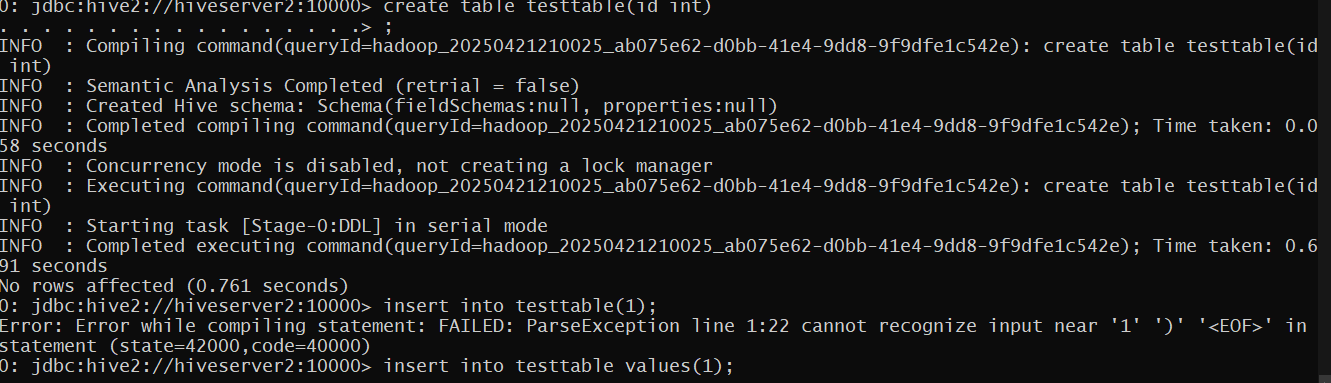 0: jdbc:hive2://hiveserver2:10000> create table testtable(id int)
. . . . . . . . . . . . . . . . .> ;
INFO  : Compiling command(queryId=hadoop_20250421210025_ab075e62-d0bb-41e4-9dd8-9f9dfe1c542e): create table testtable(id
 int)
INFO  : Semantic Analysis Completed (retrial = false)
INFO  : Created Hive schema: Schema(fieldSchemas:null, properties:null)
INFO  : Completed compiling command(queryId=hadoop_20250421210025_ab075e62-d0bb-41e4-9dd8-9f9dfe1c542e); Time taken: 0.0
58 seconds
INFO  : Concurrency mode is disabled, not creating a lock manager
INFO  : Executing command(queryId=hadoop_20250421210025_ab075e62-d0bb-41e4-9dd8-9f9dfe1c542e): create table testtable(id
 int)
INFO  : Starting task [Stage-0:DDL] in serial mode
INFO  : Completed executing command(queryId=hadoop_20250421210025_ab075e62-d0bb-41e4-9dd8-9f9dfe1c542e); Time taken: 0.6
91 seconds
No rows affected (0.761 seconds)
0: jdbc:hive2://hiveserver2:10000> insert into testtable(1);
Error: Error while compiling statement: FAILED: ParseException line 1:22 cannot recognize input near '1' ')' '<EOF>' in
statement (state=42000,code=40000)
0: jdbc:hive2://hiveserver2:10000> insert into testtable values(1);